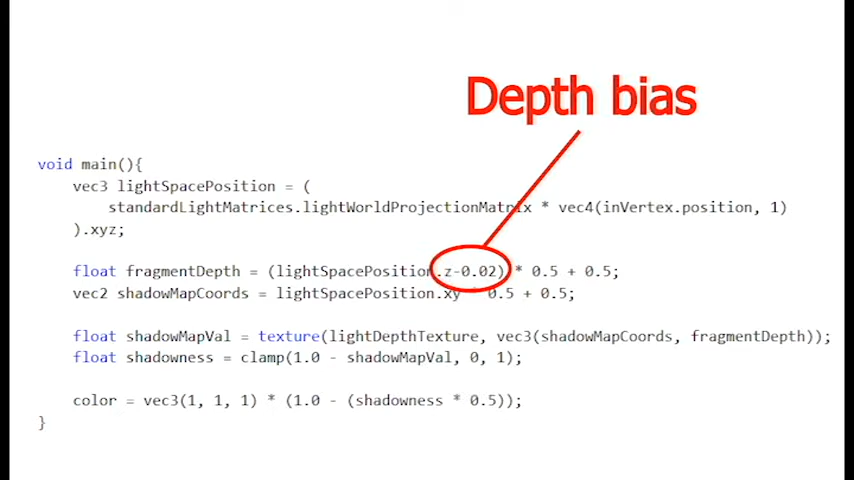 Depth bias
void main(){
vec3 lightSpacePosition = (
standardLightMatrices.lightWorldProjectionMatrix * vec4(inVertex.position, 1)
).xyz;
float fragmentDepth = (lightSpacePosition.z-0.02) * 0.5 + 0.5;
vec2 shadowMapCoords = lightSpacePosition.xy * 0.5 + 0.5;
float shadowMapVal = texture(lightDepthTexture, vec3(shadowMapCoords, fragmentDepth));
float shadowness = clamp(1.0 - shadowMapVal, 0, 1);
color = vec3(1, 1, 1) * (1.0 - (shadowness * 0.5));
}